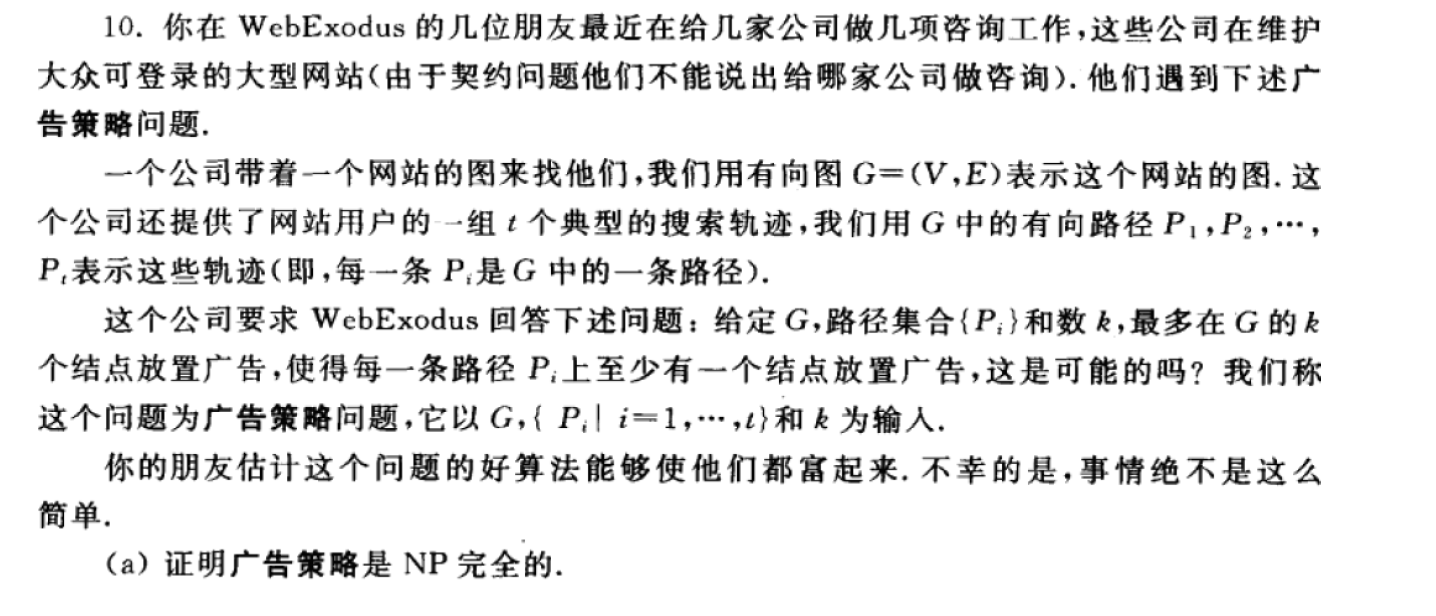 10. 你在 WebExodus 的几位朋友最近在给几家公司做几项咨询工作,这些公司在维护
大众可登录的大型网站(由于契约问题他们不能说出给哪家公司做咨询). 他们遇到下述广
告策略问题.
一个公司带着一个网站的图来找他们,我们用有向图 G=(V,E)表示这个网站的图. 这
个公司还提供了网站用户的一组 t 个典型的搜索轨迹,我们用 G 中的有向路径 P₁,P₂,⋯,
Pₜ表示这些轨迹(即,每一条 Pᵢ是 G 中的一条路径).
这个公司要求 WebExodus 回答下述问题:给定 G,路径集合{Pᵢ}和数 k,最多在 G 的 k
个结点放置广告,使得每一条路径 Pᵢ上至少有一个结点放置广告,这是可能的吗? 我们称
这个问题为广告策略问题,它以 G,{ Pᵢ| i=1,⋯,t}和 k 为输入.
你的朋友估计这个问题的好算法能够使他们都富起来. 不幸的是,事情绝不是这么
简单.
(a) 证明广告策略是 NP 完全的.